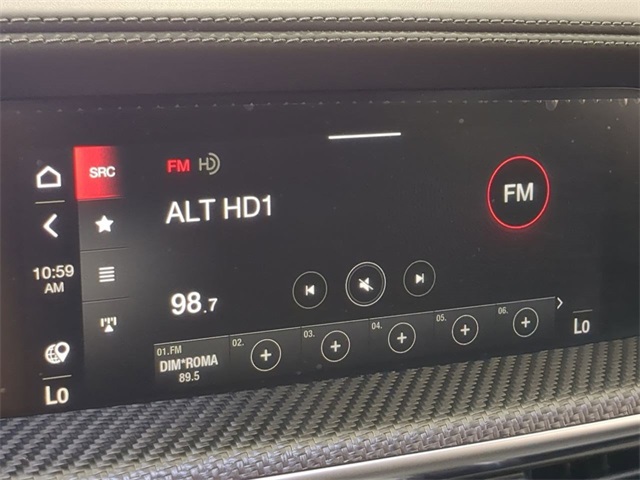 SRC
FM HD
FM
ALT HD1
10:59
AM
98.7
01.FM
DIM*ROMA
89.5
02.
03.
04.
05.
06.
Lo
Lo